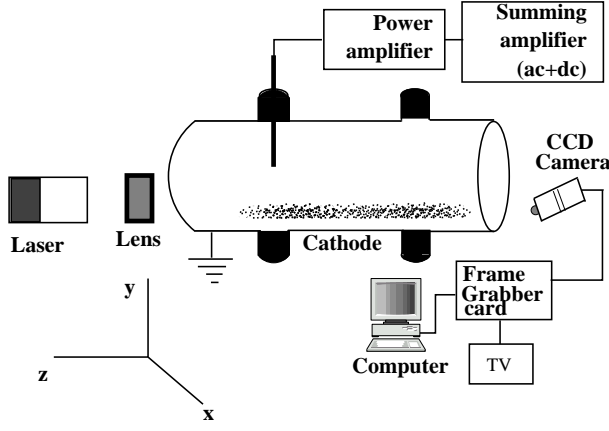 Power
amplifier
Summing
amplifier
(ac+dc)
CCD
Camera
Laser
Lens
Cathode
Frame
Grabber
card
Computer
TV
y
z
x